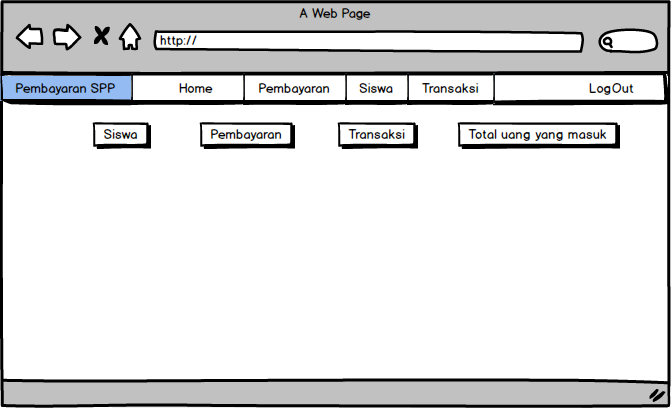 A Web Page
http://
Pembayaran SPP Home Pembayaran Siswa Transaksi LogOut
Siswa Pembayaran Transaksi Total uang yang masuk